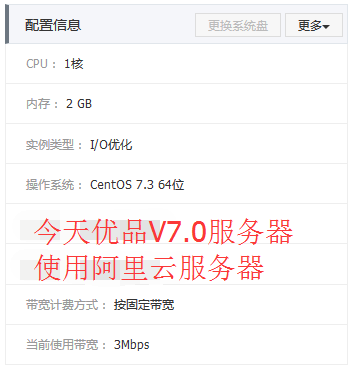 配置信息 更换系统盘 更多
CPU： 1核
内存： 2 GB
实例类型： I/O优化
操作系统： CentOS 7.3 64位
今天优品V7.0服务器
使用阿里云服务器
带宽计费方式： 按固定带宽
当前使用带宽： 3Mbps